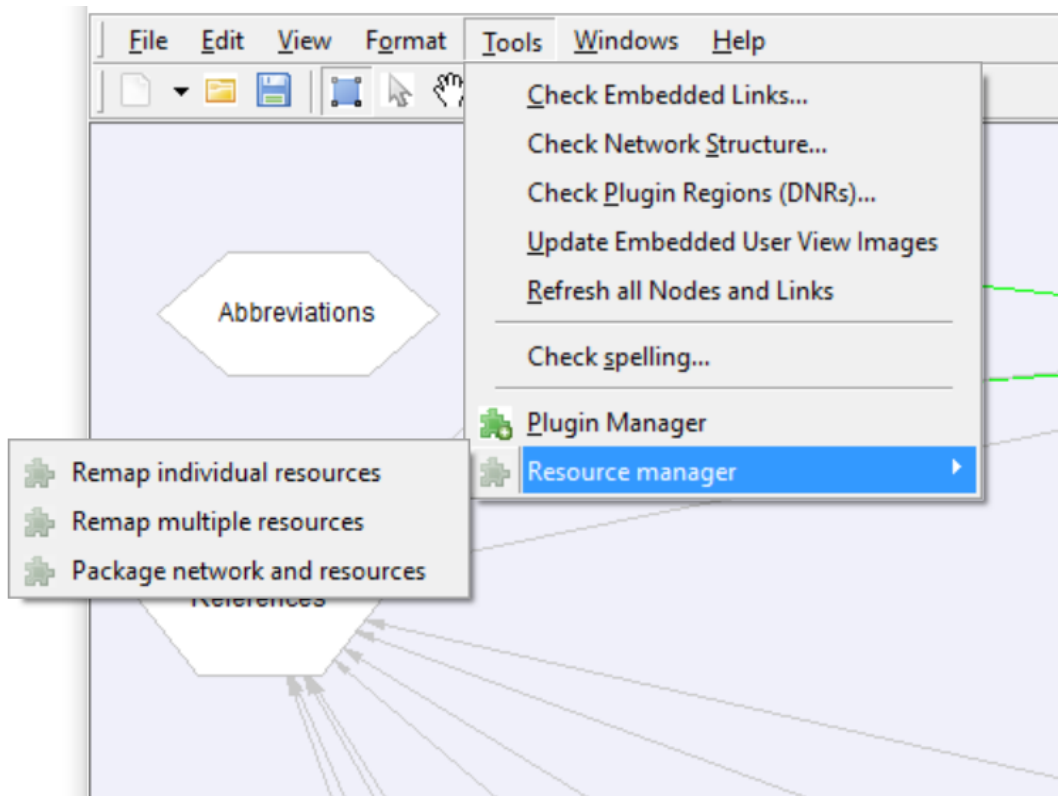 File Edit View Format Tools Windows Help
Check Embedded Links...
Check Network Structure...
Check Plugin Regions (DNRs)...
Update Embedded User View Images
Refresh all Nodes and Links
Check spelling...
Plugin Manager
Resource manager
Abbreviations
Remap individual resources
Remap multiple resources
Package network and resources
References